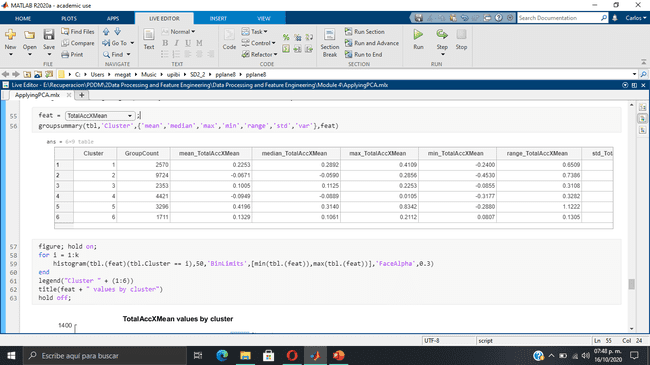 MATLAB R2020a - academic use
HOME PLOTS APPS LIVE EDITOR INSERT VIEW
Search Documentation Carlos
New Open Save Find Files Compare Print
Go To Find
Text Normal
B I U M
Code Task Control Refactor
Section Break Run Section Run and Advance Run to End
Run Step Stop
FILE NAVIGATE TEXT CODE SECTION RUN
C: Users megat Music upibi SD2_2 pplane8 pplane8
Live Editor - E:\Recuperacion\PDDM\2Data Processing and Feature Engineering\Data Processing and Feature Engineering\Module 4\ApplyingPCA.mlx
ApplyingPCA.mlx +
55 feat = TotalAccXMean ;
56 groupsummary(tbl,'Cluster',{'mean','median','max','min','range','std','var'},feat)
ans = 6×9 table
Cluster GroupCount mean_TotalAccXMean median_TotalAccXMean max_TotalAccXMean min_TotalAccXMean range_TotalAccXMean std_Tot
1 1 2570 0.2253 0.2892 0.4109 -0.2400 0.6509
2 2 9724 -0.0671 -0.0590 0.2856 -0.4530 0.7386
3 3 2353 0.1005 0.1125 0.2253 -0.0855 0.3108
4 4 4421 -0.0949 -0.0889 0.0105 -0.3177 0.3282
5 5 3296 0.4196 0.3140 0.8342 -0.2880 1.1222
6 6 1711 0.1329 0.1061 0.2112 0.0807 0.1305
57 figure; hold on;
58 for i = 1:k
59 histogram(tbl.(feat)(tbl.Cluster == i),50,'BinLimits',[min(tbl.(feat)),max(tbl.(feat))],'FaceAlpha',0.3)
60 end
61 legend("Cluster " + (1:6))
62 title(feat + " values by cluster")
63 hold off;
TotalAccXMean values by cluster
1400
UTF-8 script Ln 55 Col 24
Escribe aquí para buscar
07:48 p. m.
16/10/2020